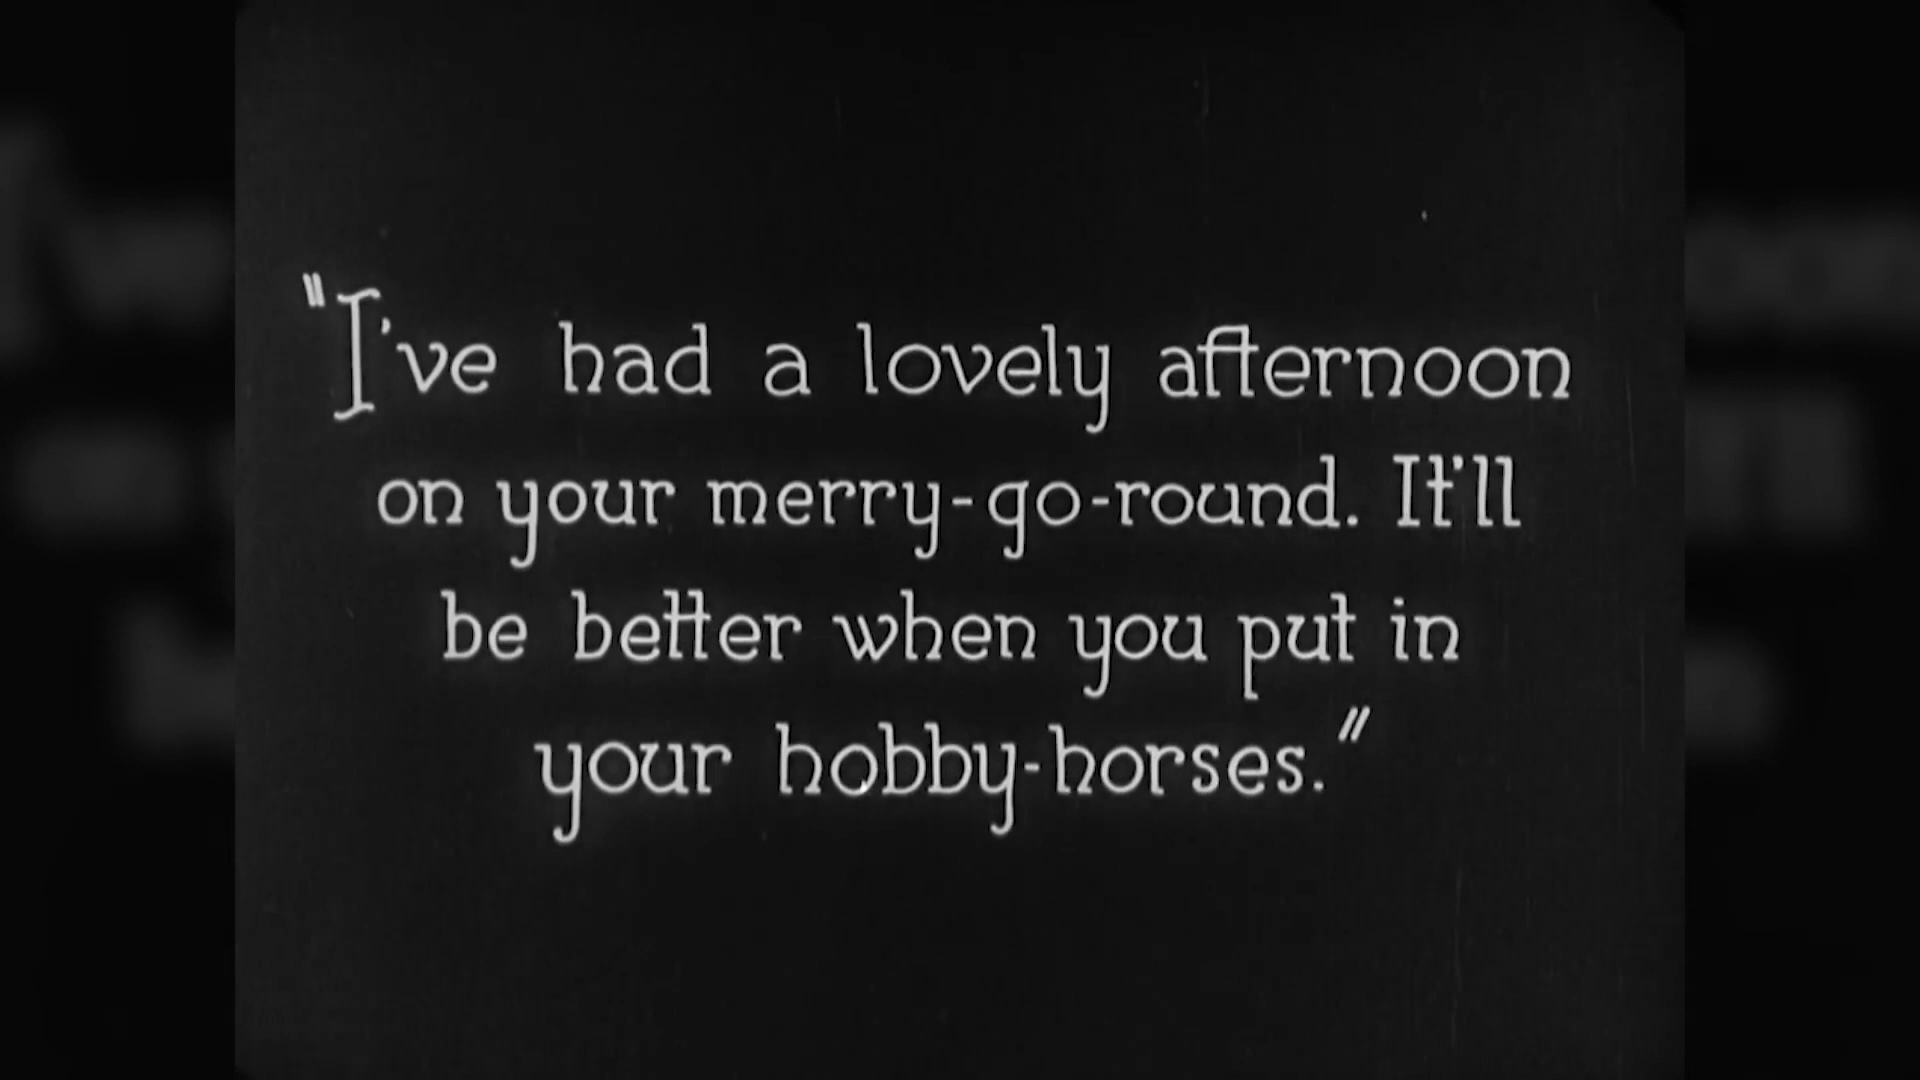 "I've had a lovely afternoon
on your merry-go-round. It'll
be better when you put in
your hobby-horses."